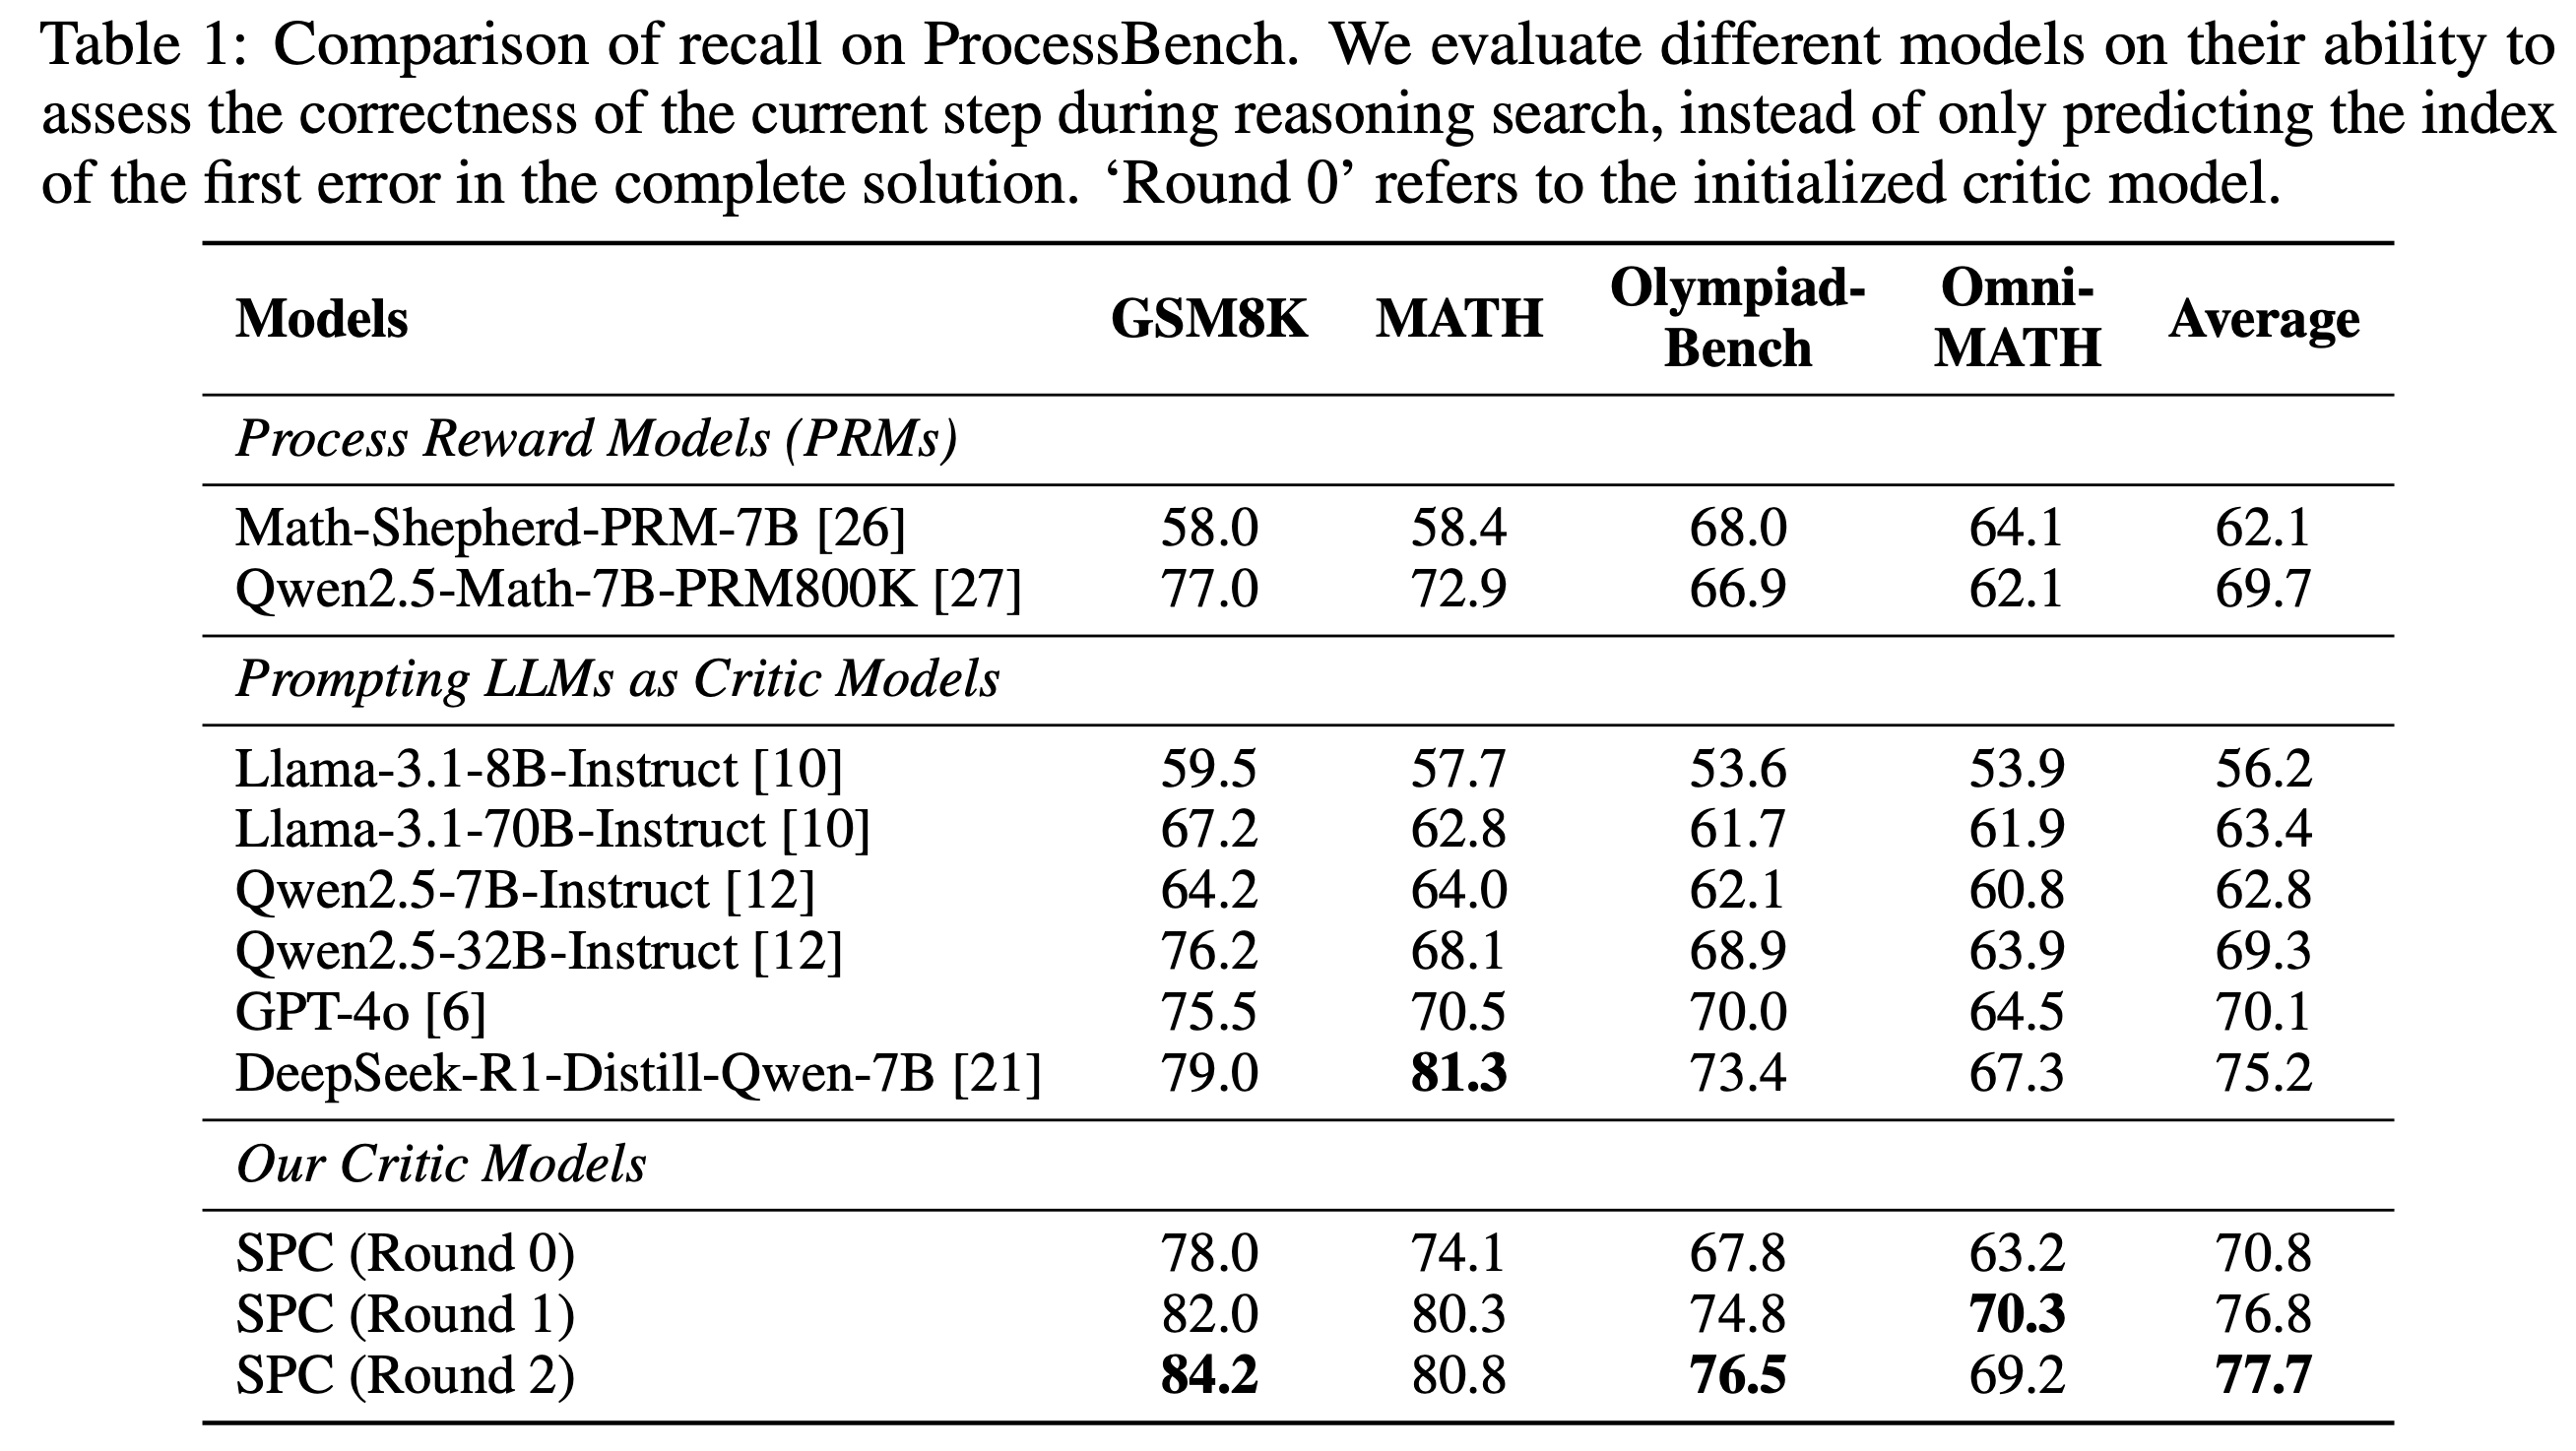 Table 1: Comparison of recall on ProcessBench. We evaluate different models on their ability to
assess the correctness of the current step during reasoning search, instead of only predicting the index
of the first error in the complete solution. ‘Round 0’ refers to the initialized critic model.
Models GSM8K MATH Olympiad-Bench Omni-MATH Average
Process Reward Models (PRMs)
Math-Shepherd-PRM-7B [26] 58.0 58.4 68.0 64.1 62.1
Qwen2.5-Math-7B-PRM800K [27] 77.0 72.9 66.9 62.1 69.7
Prompting LLMs as Critic Models
Llama-3.1-8B-Instruct [10] 59.5 57.7 53.6 53.9 56.2
Llama-3.1-70B-Instruct [10] 67.2 62.8 61.7 61.9 63.4
Qwen2.5-7B-Instruct [12] 64.2 64.0 62.1 60.8 62.8
Qwen2.5-32B-Instruct [12] 76.2 68.1 68.9 63.9 69.3
GPT-4o [6] 75.5 70.5 70.0 64.5 70.1
DeepSeek-R1-Distill-Qwen-7B [21] 79.0 81.3 73.4 67.3 75.2
Our Critic Models
SPC (Round 0) 78.0 74.1 67.8 63.2 70.8
SPC (Round 1) 82.0 80.3 74.8 70.3 76.8
SPC (Round 2) 84.2 80.8 76.5 69.2 77.7